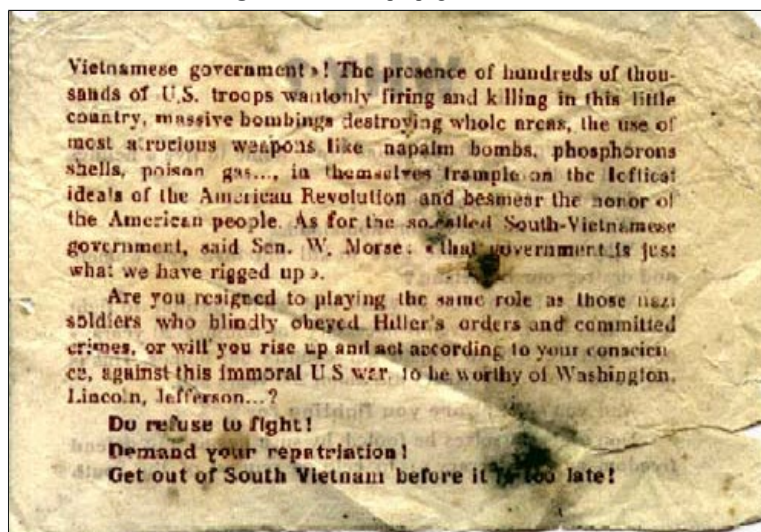 Vietnamese government »! The presence of hundreds of thou-
sands of U.S. troops wantonly firing and killing in this little
country, massive bombings destroying whole areas, the use of
most atrocious weapons like napalm bombs, phosphorons
shells, poison gas..., in themselves trample on the loftiest
ideals of the American Revolution and besmear the honor of
the American people. As for the so-called South-Vietnamese
government, said Sen. W. Morse: « that government is just
what we have rigged up ».
Are you resigned to playing the same role as those nazi
soldiers who blindly obeyed Hitler's orders and committed
crimes, or will you rise up and act according to your conscien
ce, against this immoral U S war, to be worthy of Washington,
Lincoln, Jefferson...?
Do refuse to fight!
Demand your repatriation!
Get out of South Vietnam before it is too late!